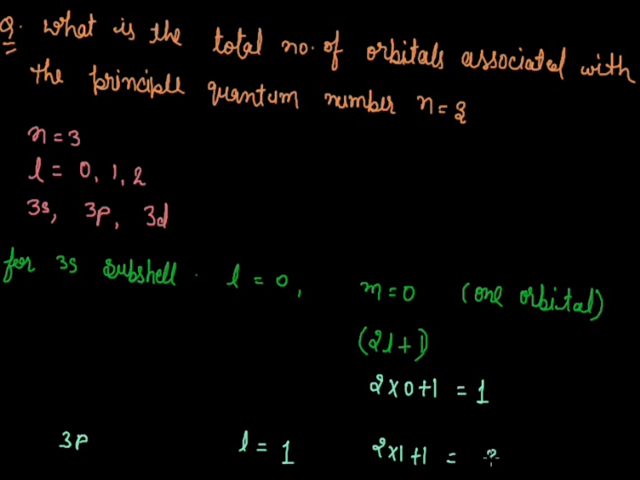 Q. What is the total no. of orbitals associated with
the principle quantum number n = 3
n = 3
l = 0, 1, 2
3s, 3p, 3d
for 3s subshell. l = 0, m = 0 (one orbital)
(2l+1)
2×0+1 = 1
3p l = 1 2×1+1 =